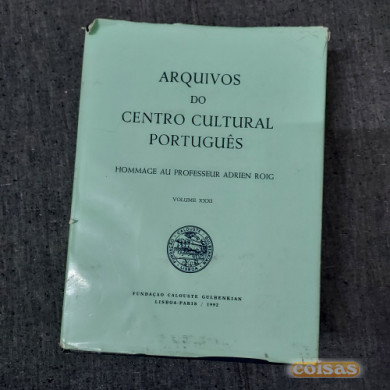 ARQUIVOS
DO
CENTRO CULTURAL
PORTUGUÊS
HOMMAGE AU PROFESSEUR ADRIEN ROIG
VOLUME XXXI
FUNDAÇÃO CALOUSTE GULBENKIAN
LISBOA-PARIS / 1992
coisas